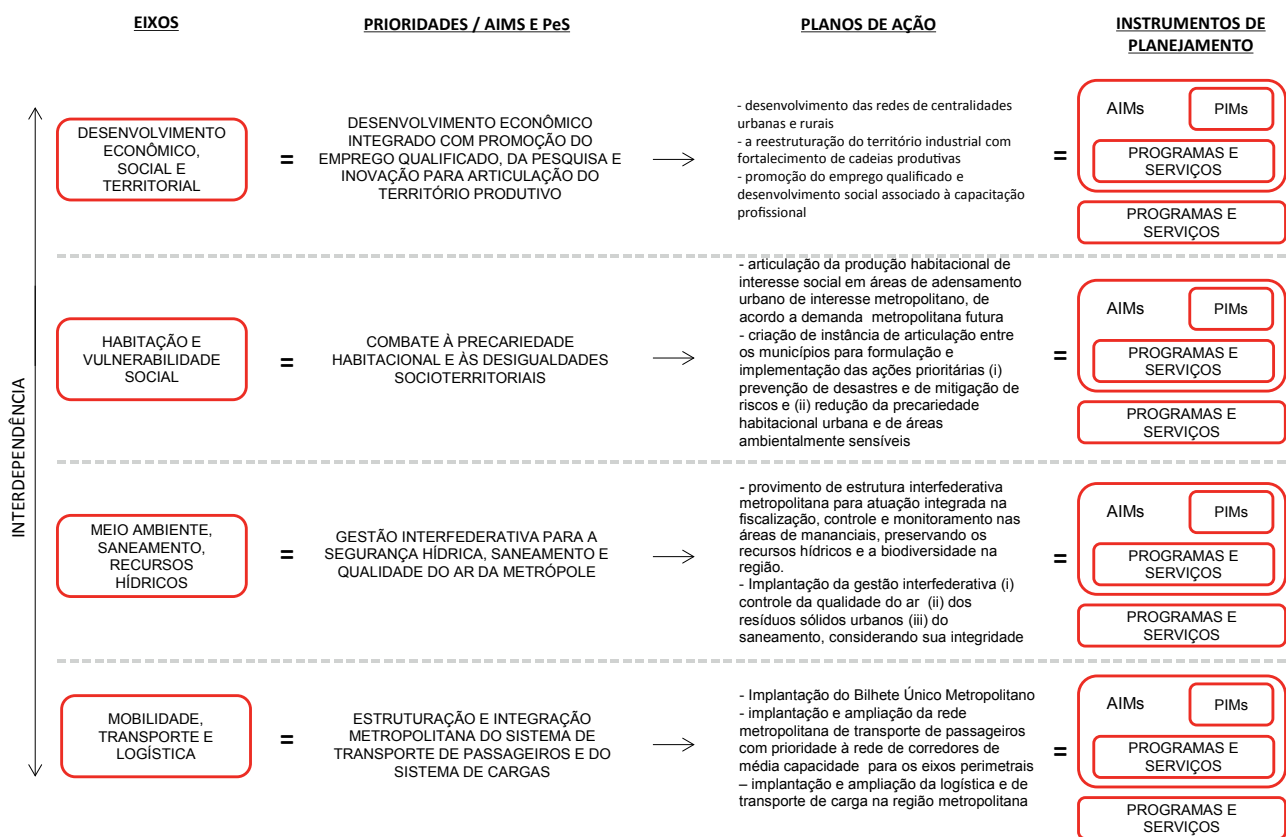 EIXOS
PRIORIDADES / AIMS E PeS
PLANOS DE AÇÃO
INSTRUMENTOS DE
PLANEJAMENTO
INTERDEPENDÊNCIA
DESENVOLVIMENTO
ECONÔMICO,
SOCIAL E
TERRITORIAL
=
DESENVOLVIMENTO ECONÔMICO
INTEGRADO COM PROMOÇÃO DO
EMPREGO QUALIFICADO, DA PESQUISA E
INOVAÇÃO PARA ARTICULAÇÃO DO
TERRITÓRIO PRODUTIVO
- desenvolvimento das redes de centralidades
urbanas e rurais
- a reestruturação do território industrial com
fortalecimento de cadeias produtivas
- promoção do emprego qualificado e
desenvolvimento social associado à capacitação
profissional
=
AIMs
PIMs
PROGRAMAS E
SERVIÇOS
PROGRAMAS E
SERVIÇOS
HABITAÇÃO E
VULNERABILIDADE
SOCIAL
=
COMBATE À PRECARIEDADE
HABITACIONAL E ÀS DESIGUALDADES
SOCIOTERRITORIAIS
- articulação da produção habitacional de
interesse social em áreas de adensamento
urbano de interesse metropolitano, de
acordo a demanda metropolitana futura
- criação de instância de articulação entre
os municípios para formulação e
implementação das ações prioritárias (i)
prevenção de desastres e de mitigação de
riscos e (ii) redução da precariedade
habitacional urbana e de áreas
ambientalmente sensíveis
=
AIMs
PIMs
PROGRAMAS E
SERVIÇOS
PROGRAMAS E
SERVIÇOS
MEIO AMBIENTE,
SANEAMENTO,
RECURSOS
HÍDRICOS
=
GESTÃO INTERFEDERATIVA PARA A
SEGURANÇA HÍDRICA, SANEAMENTO E
QUALIDADE DO AR DA METRÓPOLE
- provimento de estrutura interfederativa
metropolitana para atuação integrada na
fiscalização, controle e monitoramento nas
áreas de mananciais, preservando os
recursos hídricos e a biodiversidade na
região.
- Implantação da gestão interfederativa (i)
controle da qualidade do ar (ii) dos
resíduos sólidos urbanos (iii) do
saneamento, considerando sua integridade
=
AIMs
PIMs
PROGRAMAS E
SERVIÇOS
PROGRAMAS E
SERVIÇOS
MOBILIDADE,
TRANSPORTE E
LOGÍSTICA
=
ESTRUTURAÇÃO E INTEGRAÇÃO
METROPOLITANA DO SISTEMA DE
TRANSPORTE DE PASSAGEIROS E DO
SISTEMA DE CARGAS
- Implantação do Bilhete Único Metropolitano
- implantação e ampliação da rede
metropolitana de transporte de passageiros
com prioridade à rede de corredores de
média capacidade para os eixos perimetrais
– implantação e ampliação da logística e de
transporte de carga na região metropolitana
=
AIMs
PIMs
PROGRAMAS E
SERVIÇOS
PROGRAMAS E
SERVIÇOS